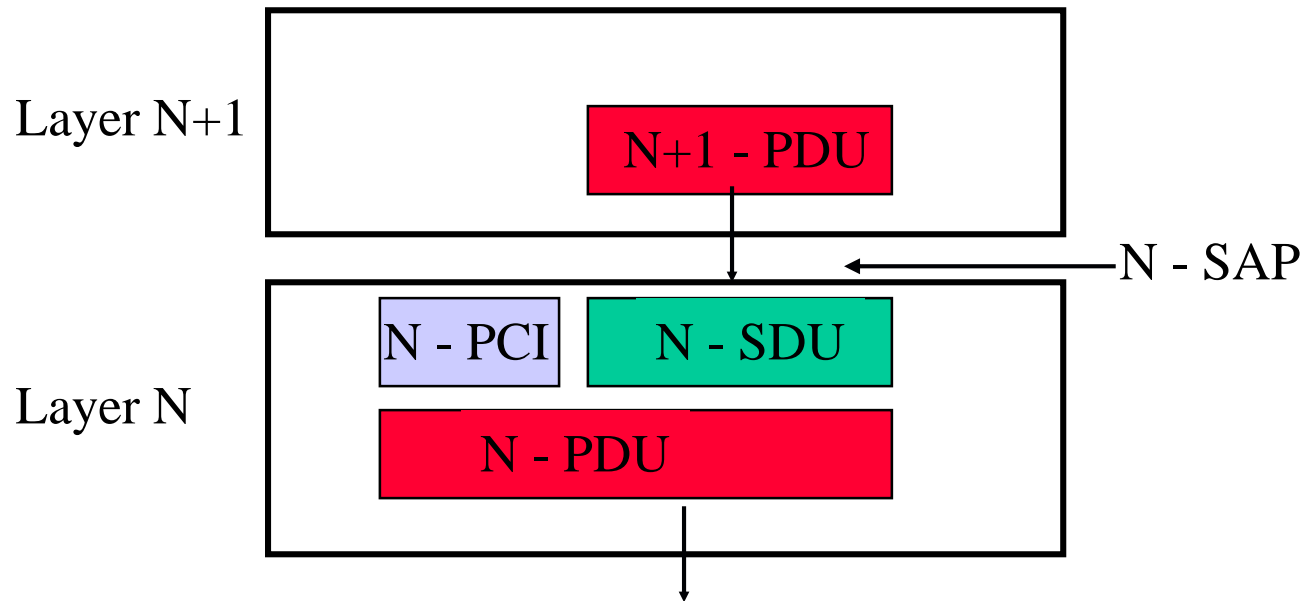 Layer N+1
N+1 - PDU
N - SAP
N - PCI
N - SDU
Layer N
N - PDU